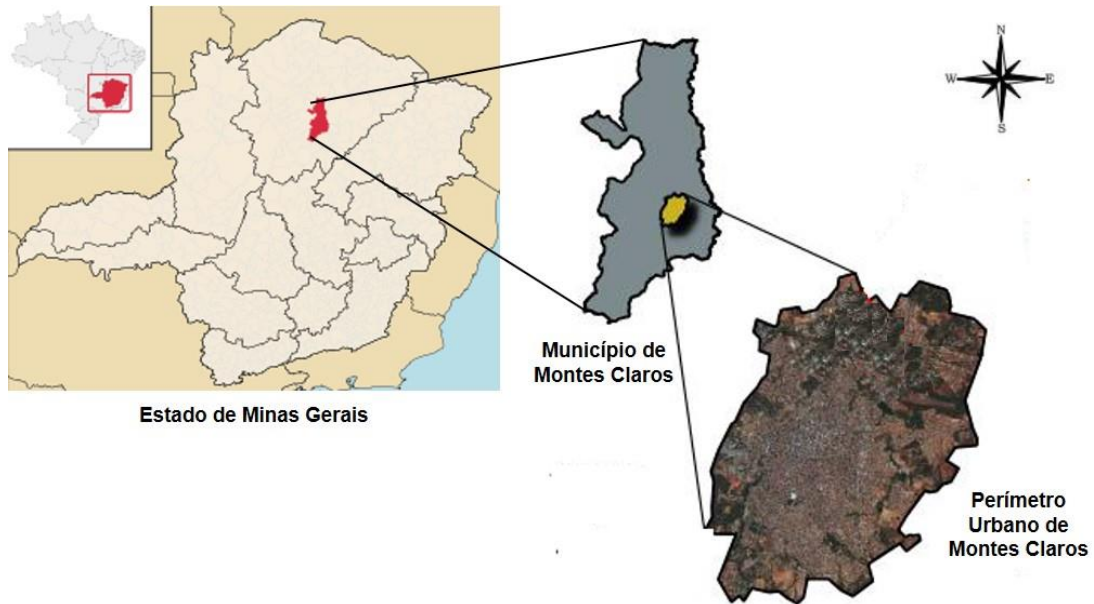 N
W
E
S
Município de
Montes Claros
Estado de Minas Gerais
Perímetro
Urbano de
Montes Claros